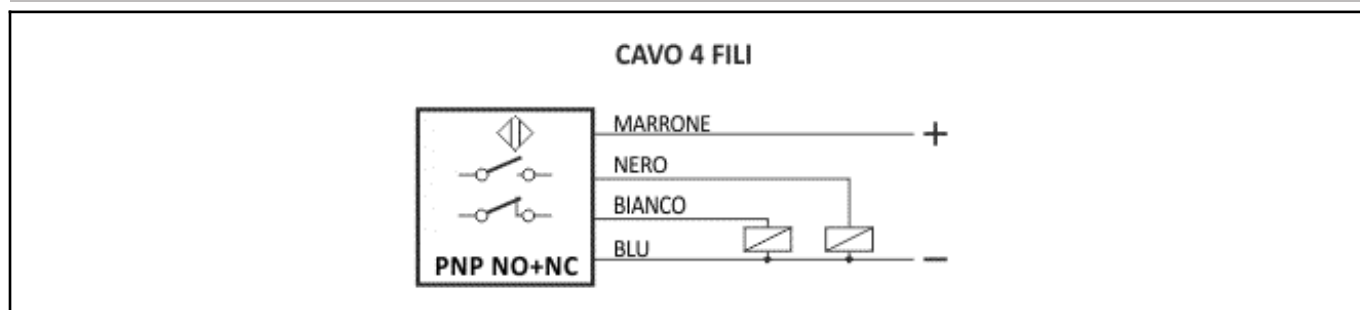 CAVO 4 FILI
MARRONE
+
NERO
BIANCO
BLU
−
PNP NO+NC